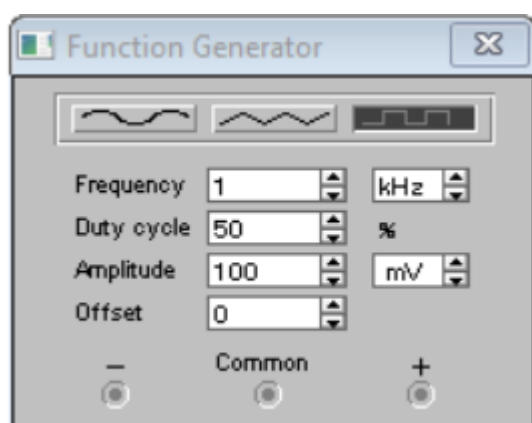 Function Generator
Frequency 1 kHz
Duty cycle 50 %
Amplitude 100 mV
Offset 0
− Common +